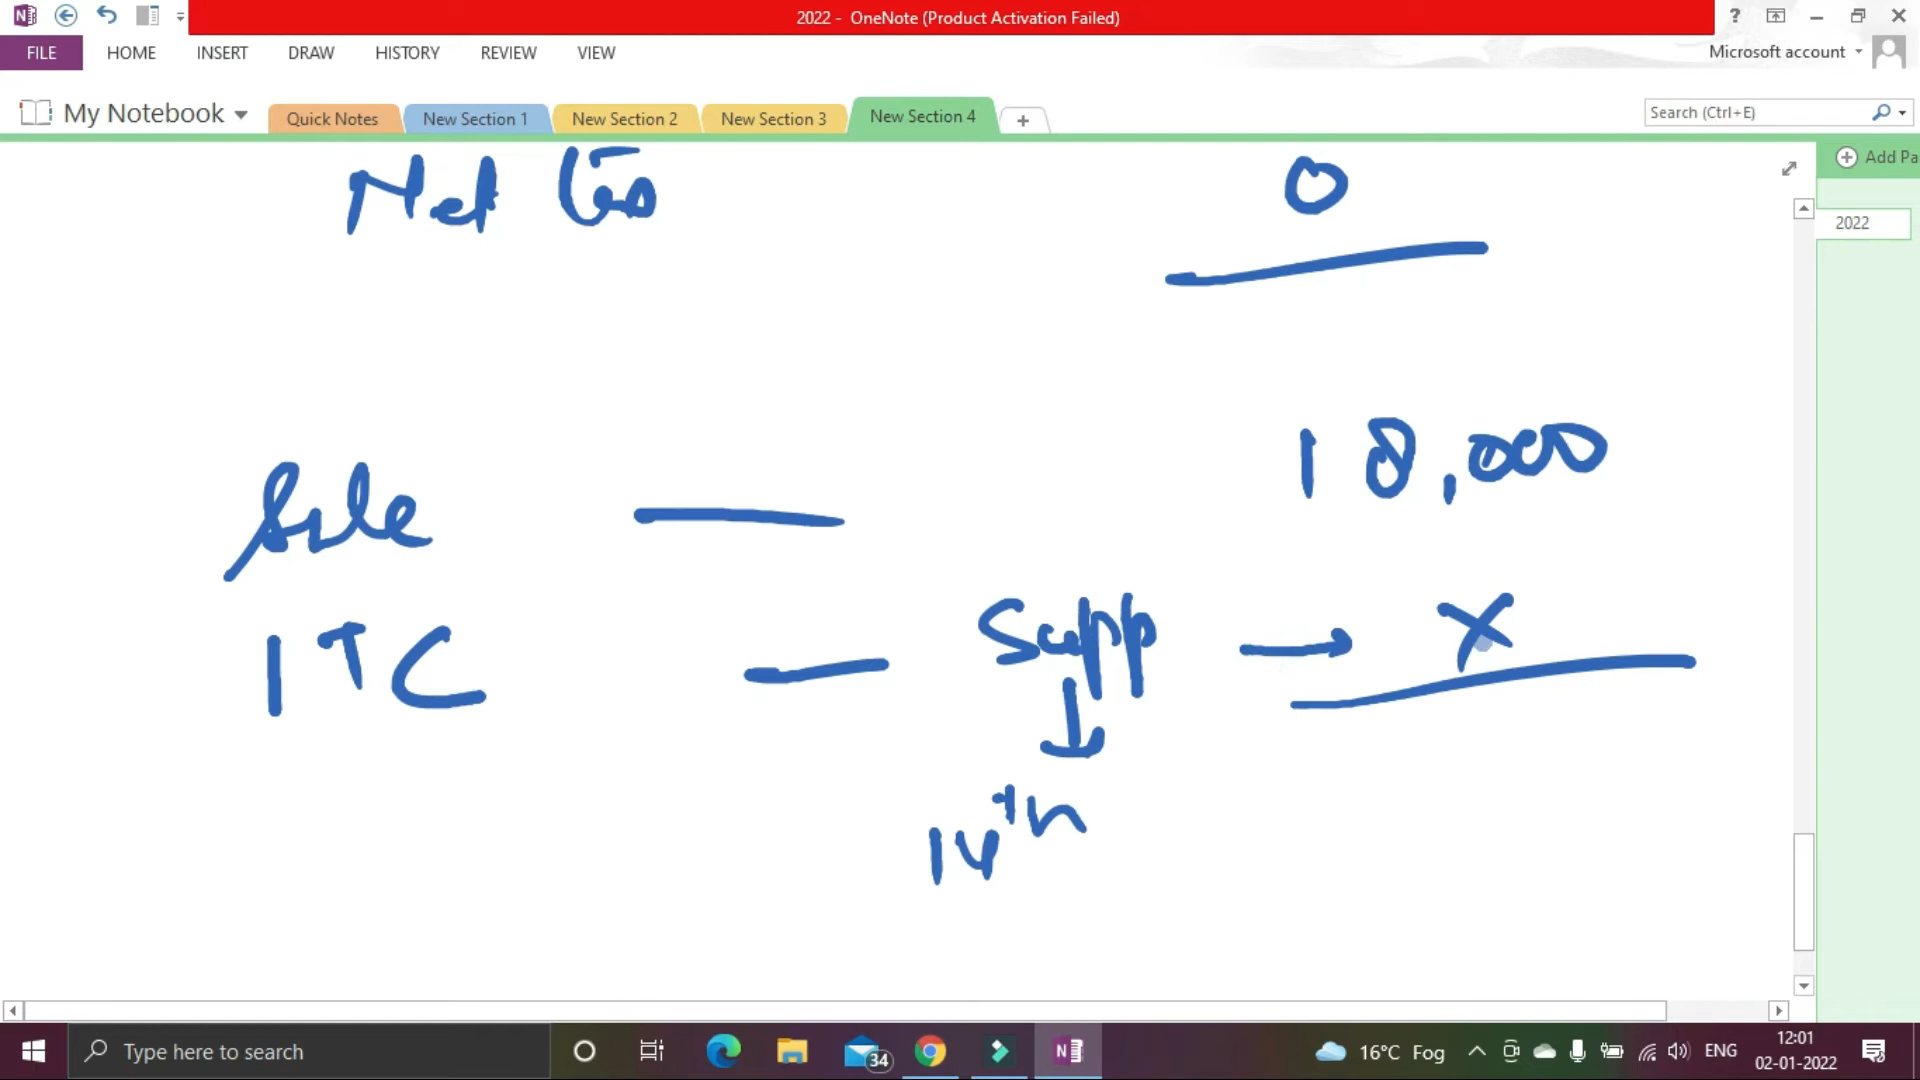 2022 - OneNote (Product Activation Failed)
?
FILE HOME INSERT DRAW HISTORY REVIEW VIEW
Microsoft account
My Notebook
Quick Notes
New Section 1
New Section 2
New Section 3
New Section 4
Search (Ctrl+E)
Add Pa
2022
Net
0
Sale — 18,000
ITC — Supp → X
↓
14th
Type here to search
34
16°C Fog
ENG
12:01
02-01-2022